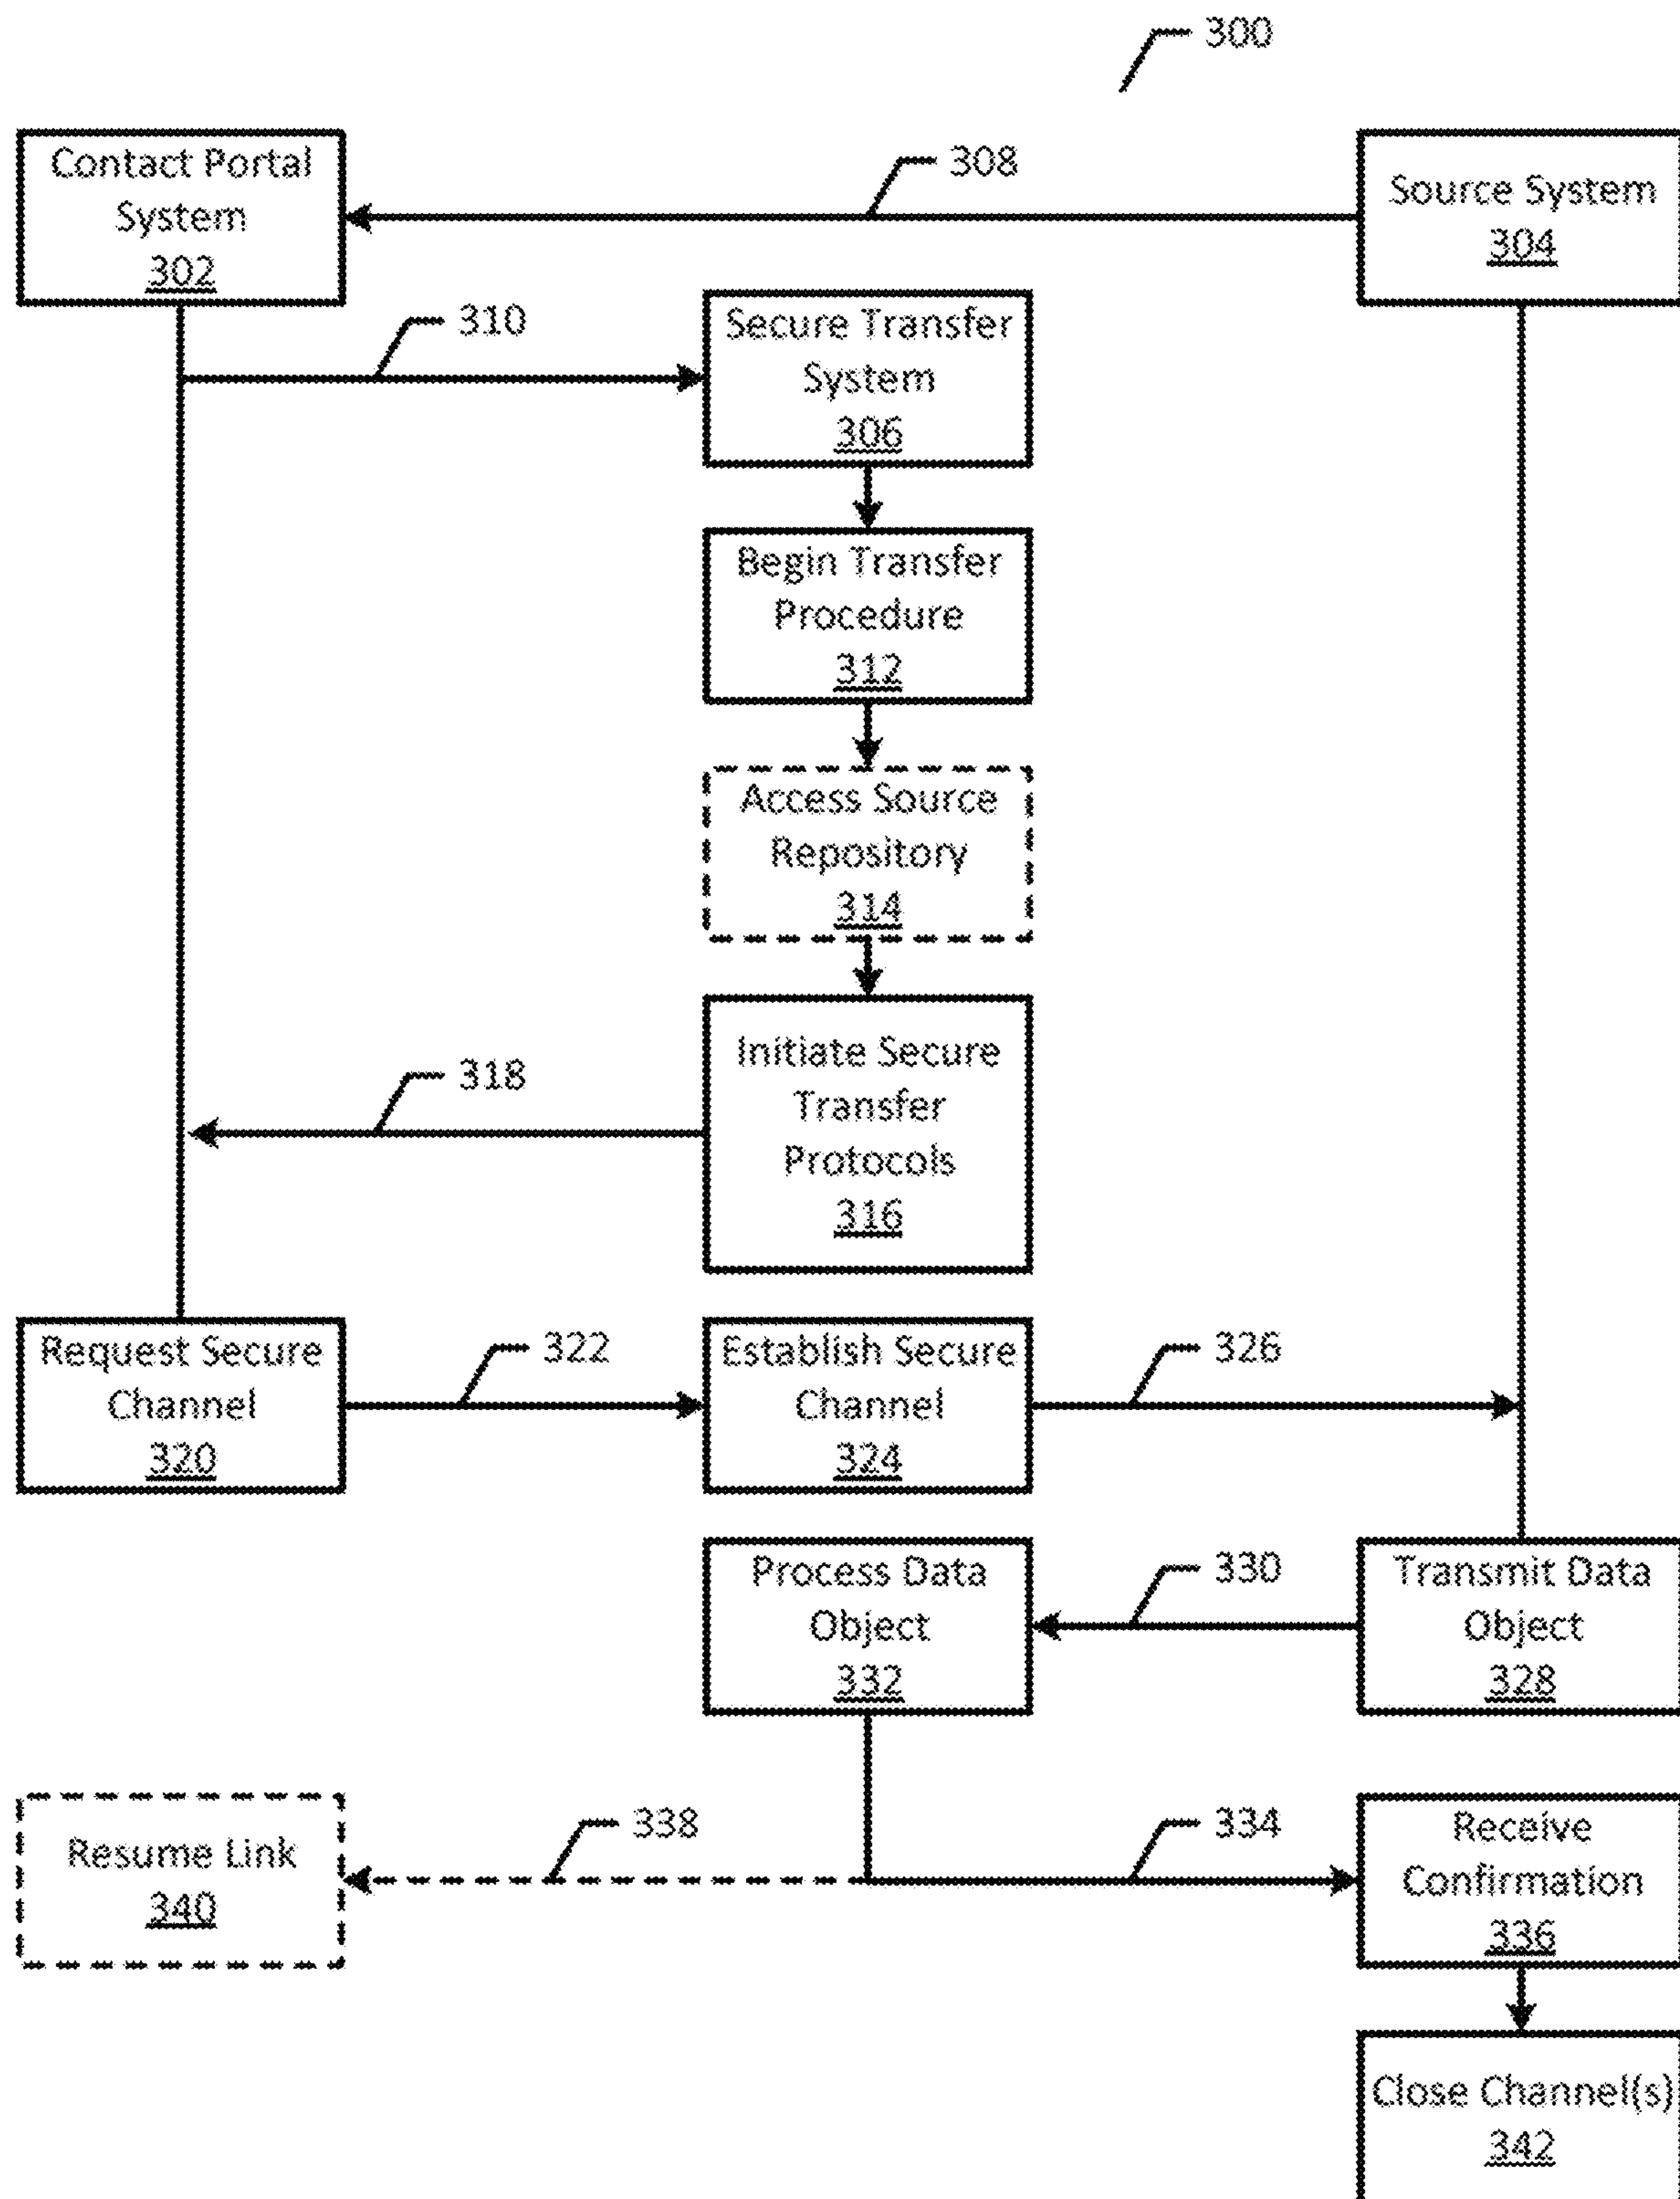 300
Contact Portal
System
302
308
Source System
304
310
Secure Transfer
System
306
Begin Transfer
Procedure
312
Access Source
Repository
314
318
Initiate Secure
Transfer
Protocols
316
Request Secure
Channel
320
322
Establish Secure
Channel
324
326
Process Data
Object
332
330
Transmit Data
Object
328
Resume Link
340
338
334
Receive
Confirmation
336
Close Channel(s)
342